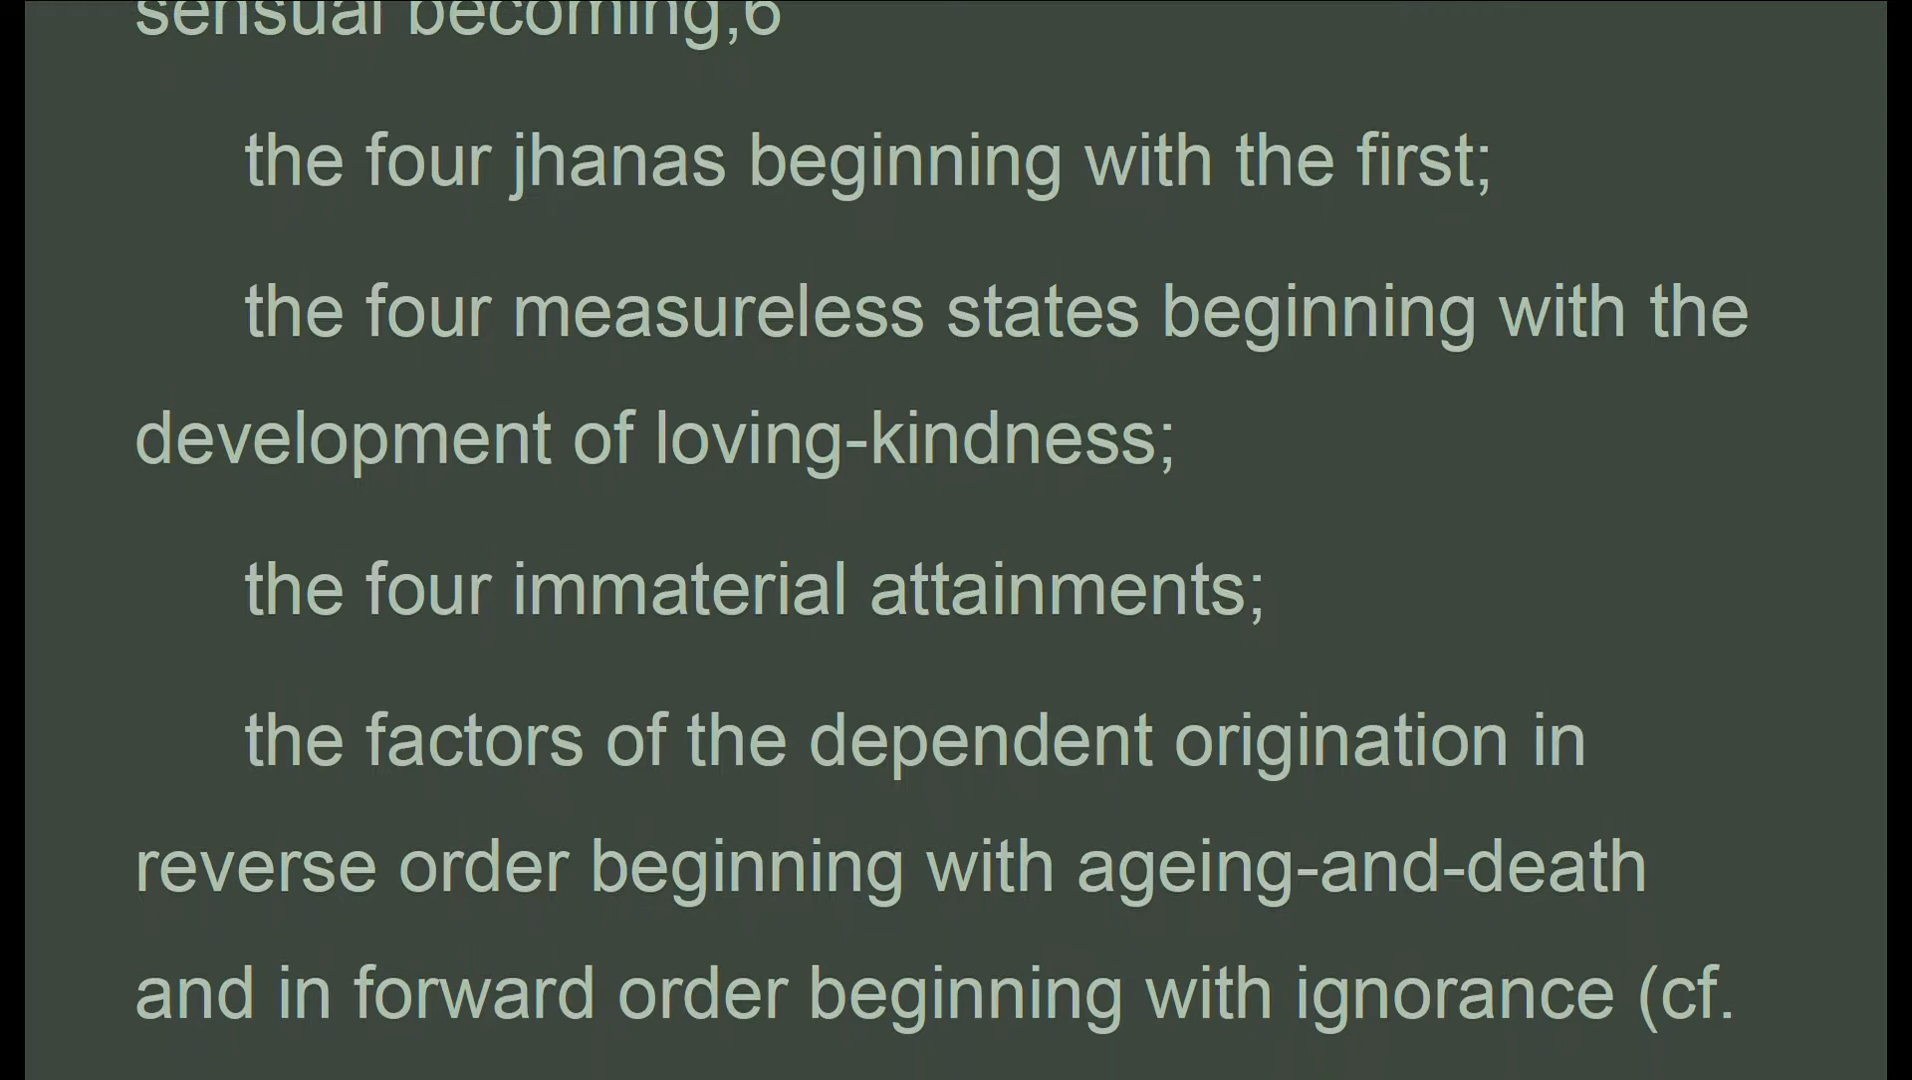 sensual becoming,6
the four jhanas beginning with the first;
the four measureless states beginning with the
development of loving-kindness;
the four immaterial attainments;
the factors of the dependent origination in
reverse order beginning with ageing-and-death
and in forward order beginning with ignorance (cf.